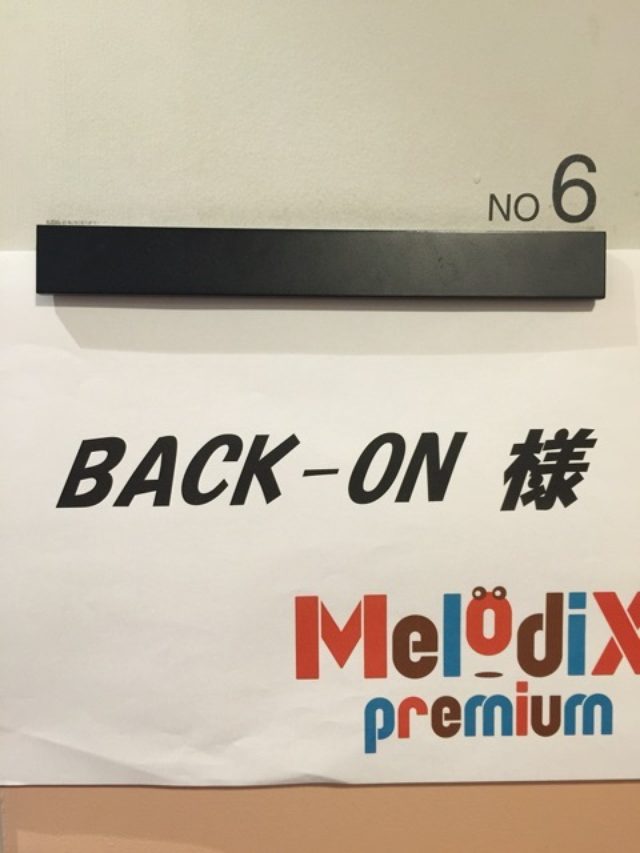 NO 6
BACK-ON 様
MelodiX
premium